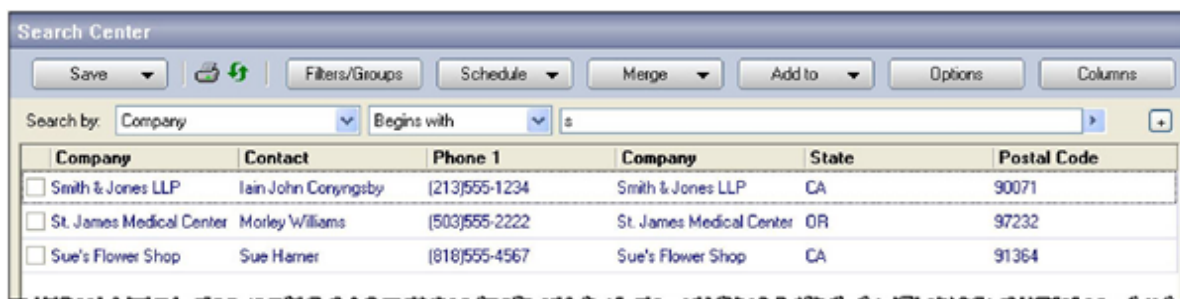 Search Center
Save Filters/Groups Schedule Merge Add to Options Columns
Search by: Company Begins with s
Company Contact Phone 1 Company State Postal Code
Smith & Jones LLP Iain John Conyngsby (213)555-1234 Smith & Jones LLP CA 90071
St. James Medical Center Morley Williams (503)555-2222 St. James Medical Center OR 97232
Sue's Flower Shop Sue Harner (818)555-4567 Sue's Flower Shop CA 91364